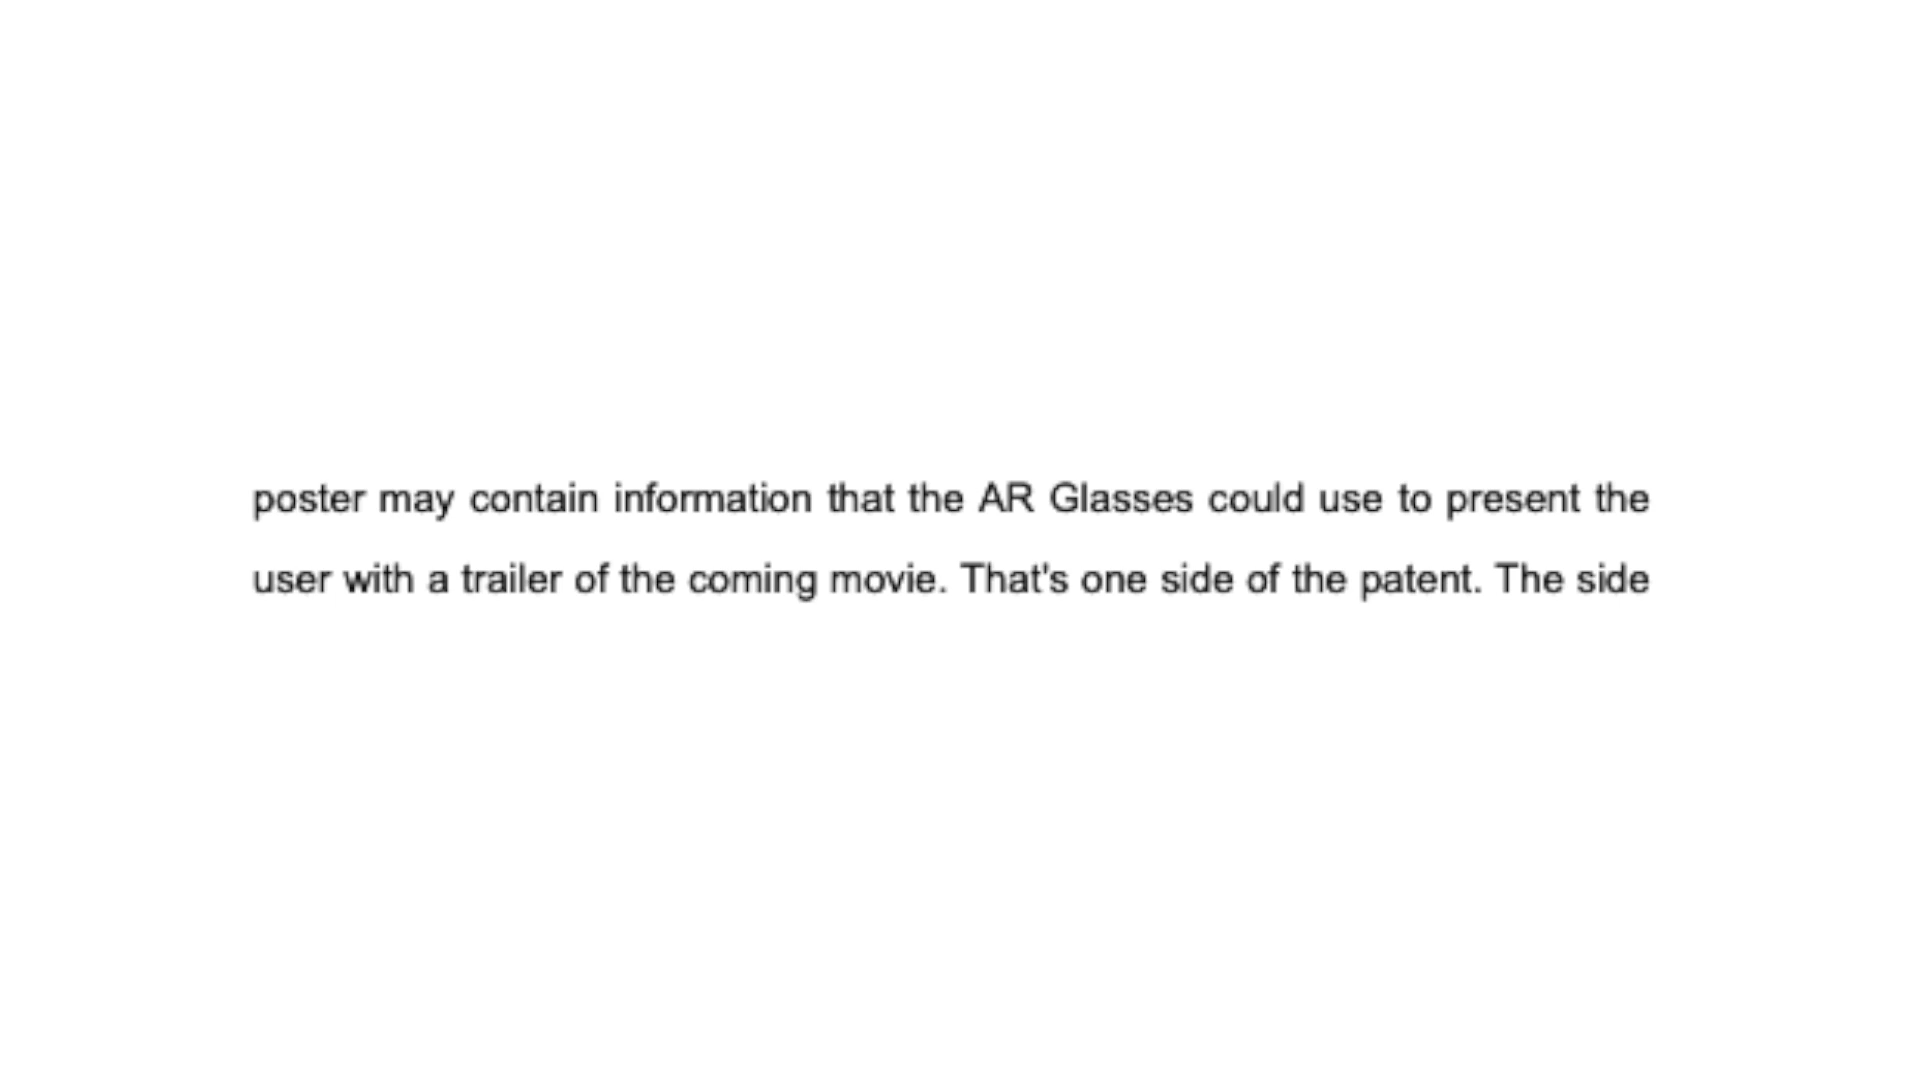 poster may contain information that the AR Glasses could use to present the
user with a trailer of the coming movie. That's one side of the patent. The side